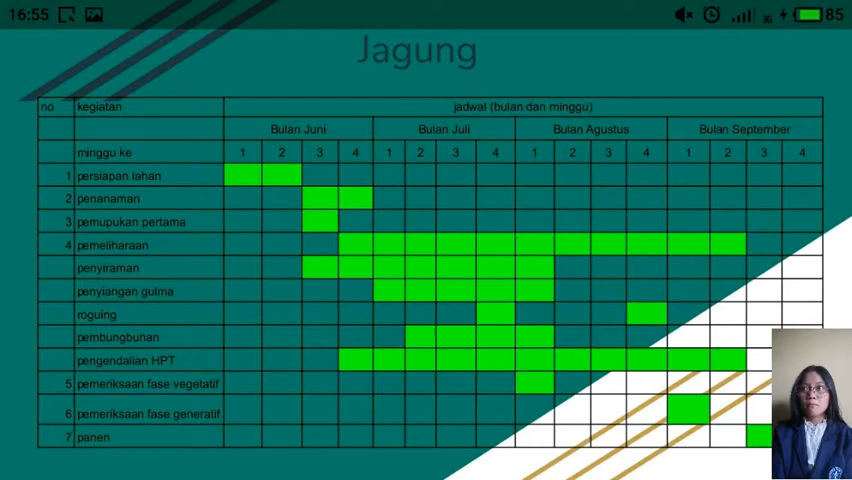 16:55 3G 85
Jagung
no kegiatan jadwal (bulan dan minggu)
Bulan Juni Bulan Juli Bulan Agustus Bulan September
minggu ke 1 2 3 4 1 2 3 4 1 2 3 4 1 2 3 4
1 persiapan lahan
2 penanaman
3 pemupukan pertama
4 pemeliharaan
penyiraman
penyiangan gulma
roguing
pembungbunan
pengendalian HPT
5 pemeriksaan fase vegetatif
6 pemeriksaan fase generatif
7 panen